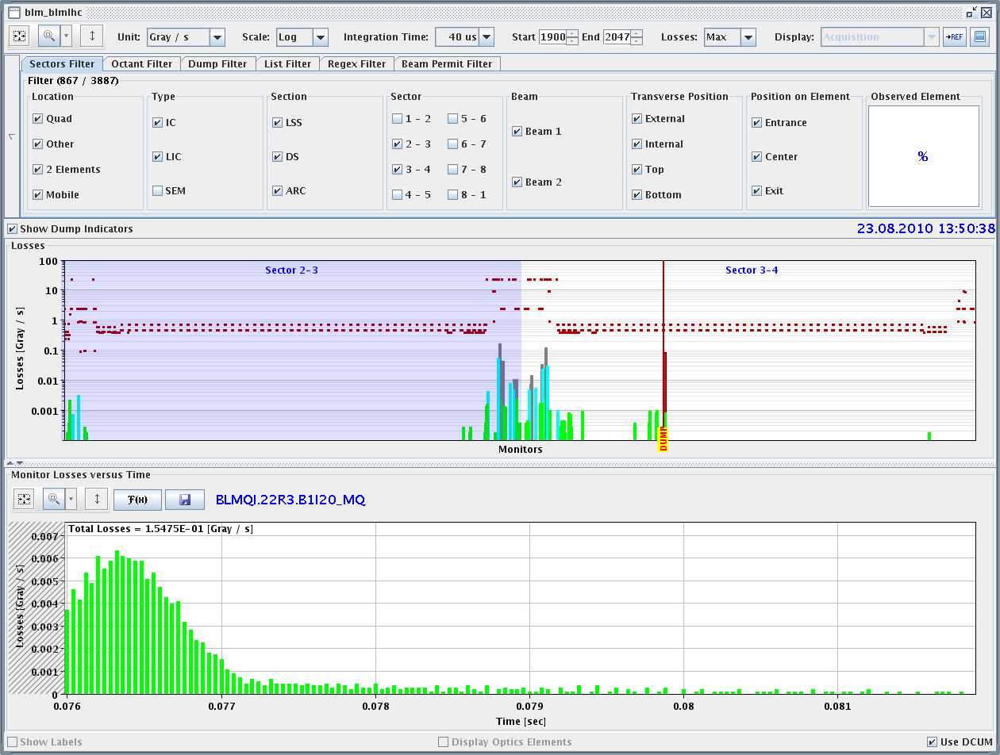 blm_blmlhc
Unit: Gray / s Scale: Log Integration Time: 40 us Start 1900 End 2047 Losses: Max Display: Acquisition →REF
Sectors Filter Octant Filter Dump Filter List Filter Regex Filter Beam Permit Filter
Filter (867 / 3887)
Location Type Section Sector Beam Transverse Position Position on Element Observed Element
Quad IC LSS 1 - 2 5 - 6 Beam 1 External Entrance %
Other LIC DS 2 - 3 6 - 7 Internal Center
2 Elements SEM ARC 3 - 4 7 - 8 Beam 2 Top Exit
Mobile 4 - 5 8 - 1 Bottom
Show Dump Indicators 23.08.2010 13:50:38
Losses
Sector 2-3 Sector 3-4
Losses [Gray / s]
100
10
1
0.1
0.01
0.001
DUMP
Monitors
Monitor Losses versus Time
F(x) BLMQI.22R3.B1I20_MQ
Total Losses = 1.5475E-01 [Gray / s]
Losses [Gray / s]
0.007
0.006
0.005
0.004
0.003
0.002
0.001
0
0.076 0.077 0.078 0.079 0.08 0.081
Time [sec]
Show Labels Display Optics Elements Use DCUM